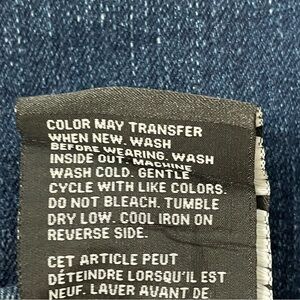 COLOR MAY TRANSFER
WHEN NEW. WASH
BEFORE WEARING. WASH
INSIDE OUT. MACHINE
WASH COLD. GENTLE
CYCLE WITH LIKE COLORS.
DO NOT BLEACH. TUMBLE
DRY LOW. COOL IRON ON
REVERSE SIDE.
CET ARTICLE PEUT
DÉTEINDRE LORSQU'IL EST
NEUF. LAVER AVANT DE